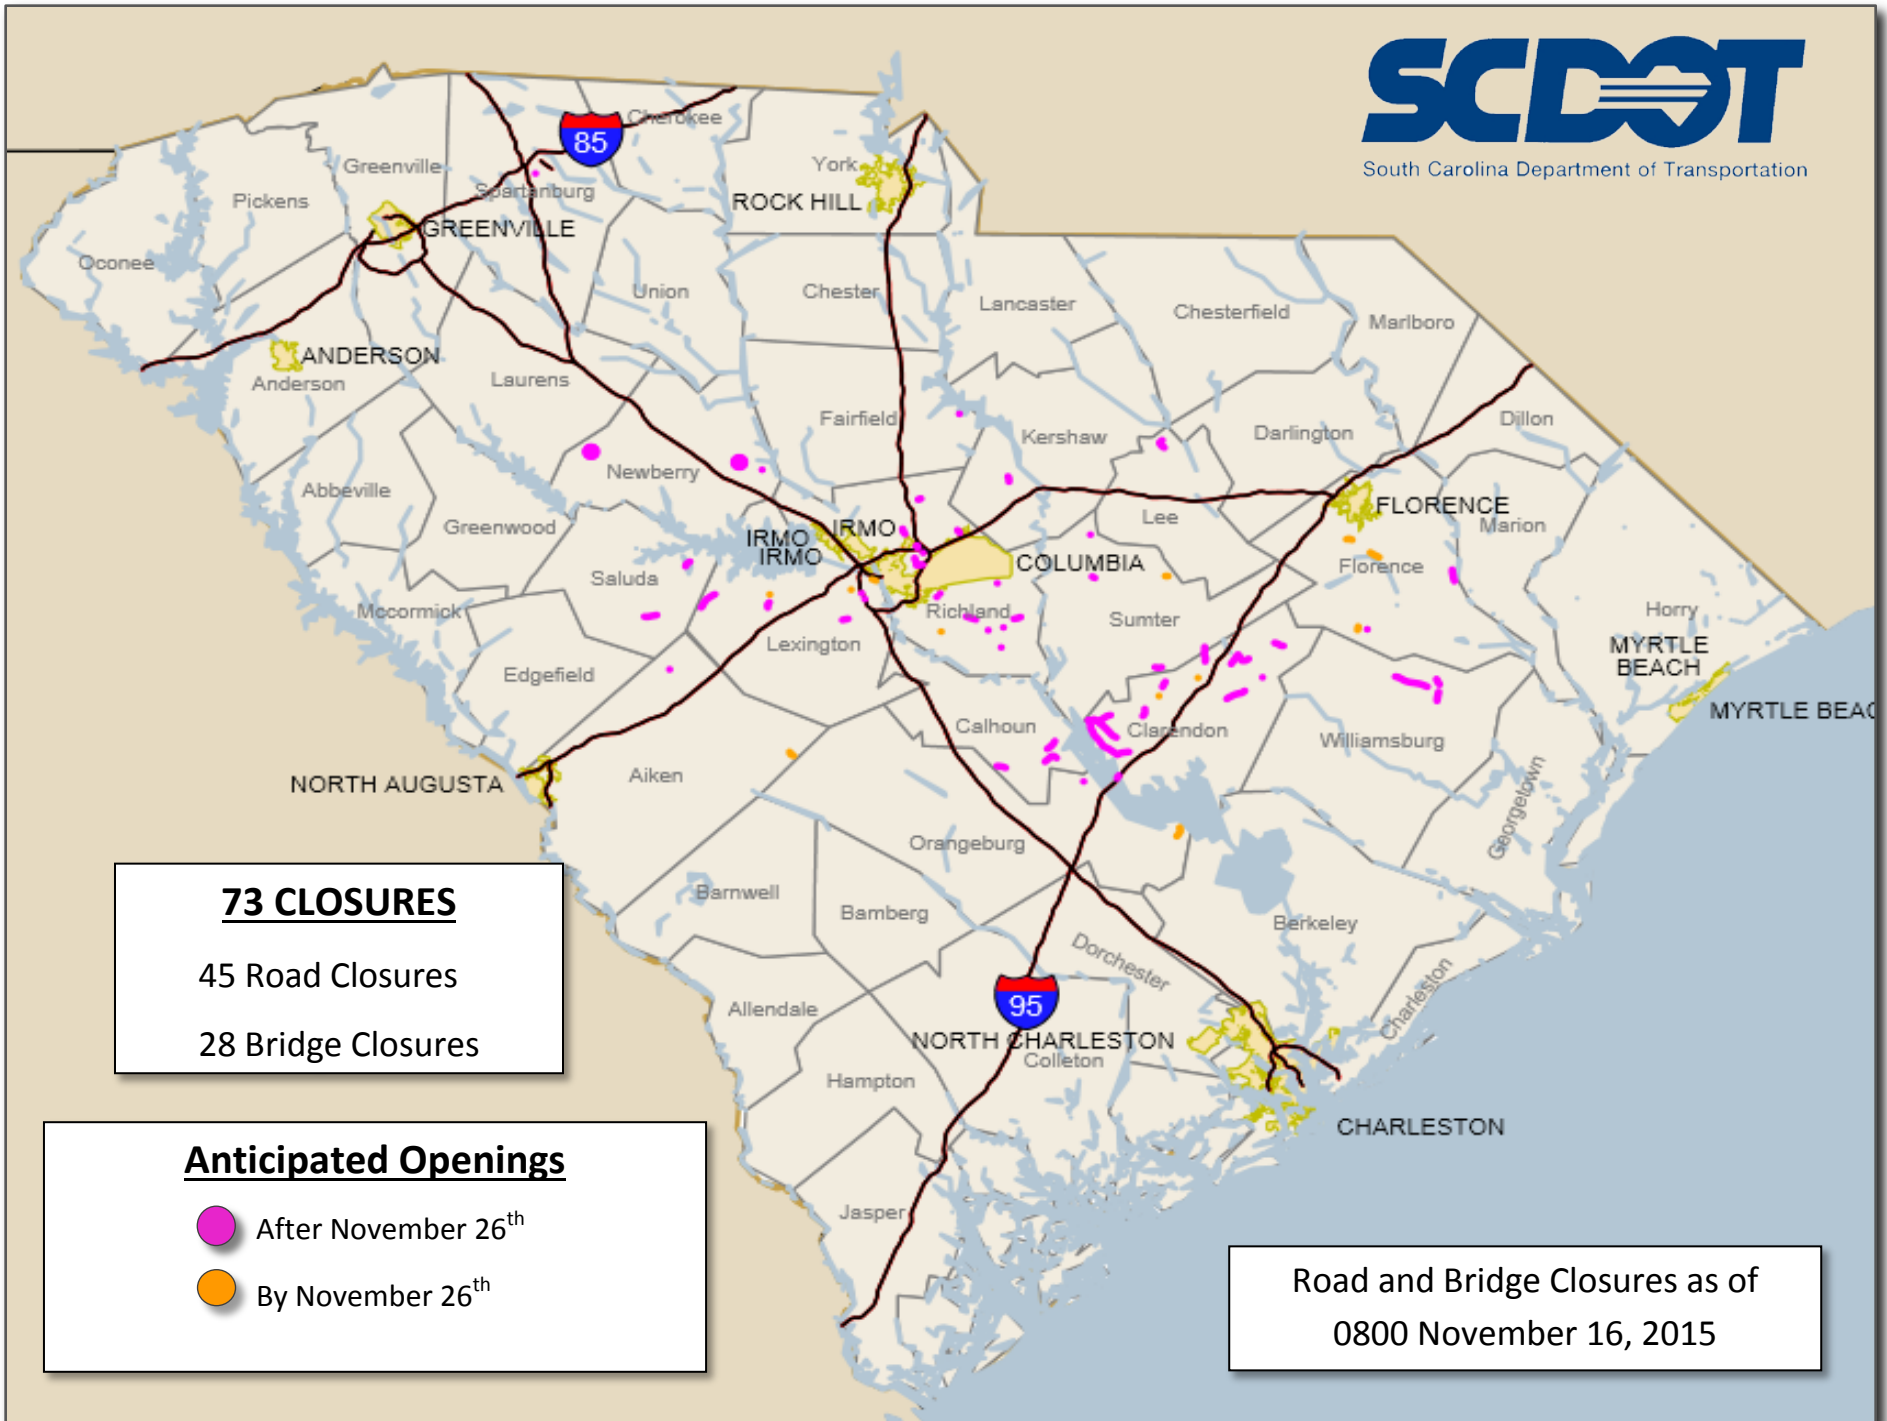 SCDOT
South Carolina Department of Transportation
85
Cherokee
Greenville
York
Spartanburg
Pickens
ROCK HILL
GREENVILLE
Oconee
Union
Chester
Lancaster
Chesterfield
Marlboro
ANDERSON
Anderson
Laurens
Fairfield
Kershaw
Darlington
Dillon
Newberry
Abbeville
Greenwood
FLORENCE
Lee
Marion
IRMO
IRMO
IRMO
COLUMBIA
Florence
Saluda
Mccormick
Richland
Sumter
Horry
Lexington
MYRTLE
BEACH
Edgefield
MYRTLE BEAC
Calhoun
Clarendon
Williamsburg
NORTH AUGUSTA
Aiken
Georgetown
Orangeburg
Barnwell
Bamberg
Berkeley
Dorchester
Charleston
Allendale
95
NORTH CHARLESTON
Colleton
Hampton
CHARLESTON
Jasper
73 CLOSURES
45 Road Closures
28 Bridge Closures
Anticipated Openings
After November 26th
By November 26th
Road and Bridge Closures as of
0800 November 16, 2015